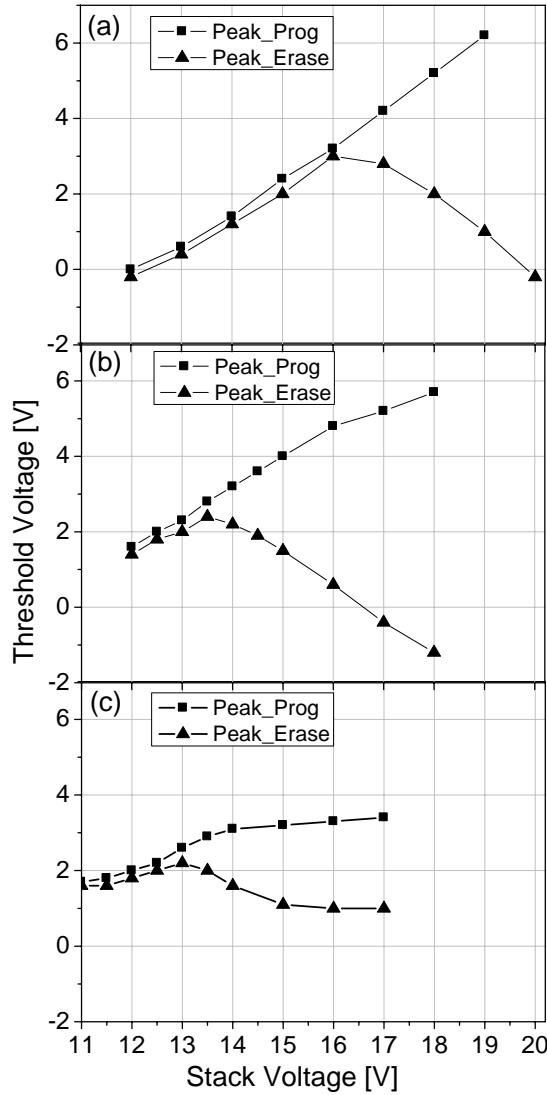 (a)
Peak_Prog
Peak_Erase
6
4
2
0
-2
(b)
Peak_Prog
Peak_Erase
6
4
2
0
-2
Threshold Voltage [V]
(c)
Peak_Prog
Peak_Erase
6
4
2
0
-2
11 12 13 14 15 16 17 18 19 20
Stack Voltage [V]